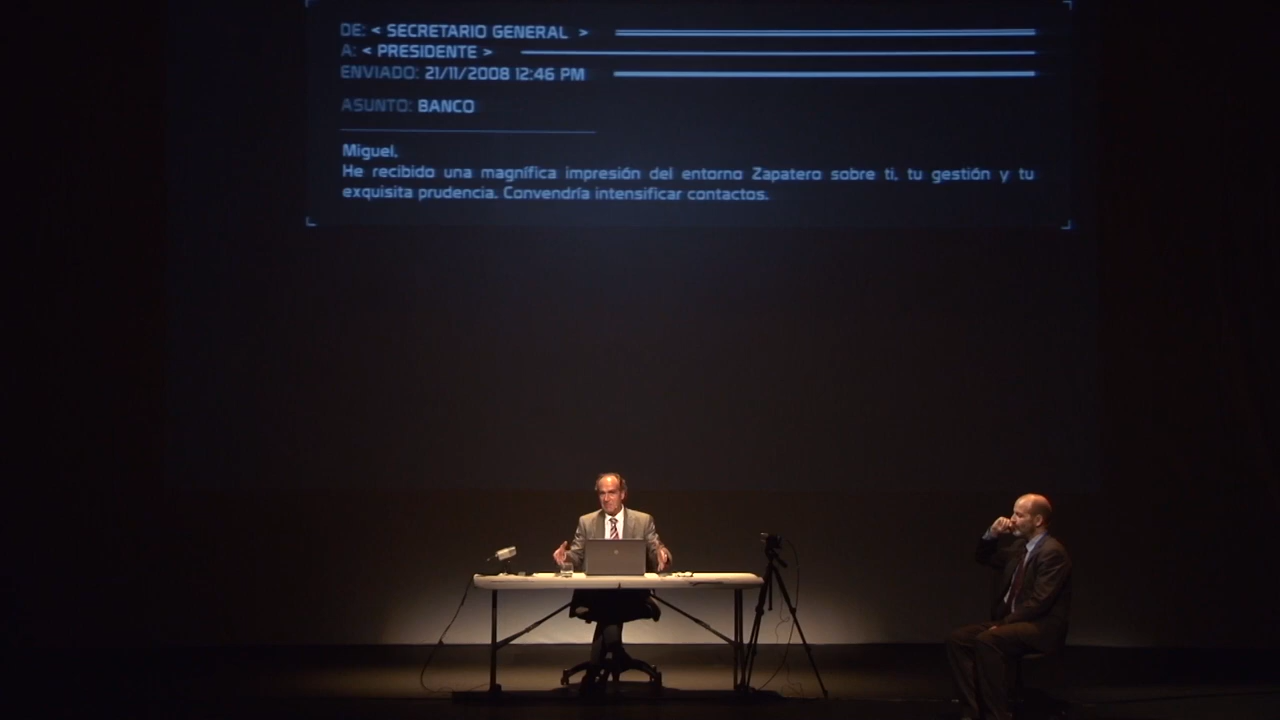 DE: < SECRETARIO GENERAL >
A: < PRESIDENTE >
ENVIADO: 21/11/2008 12:46 PM
ASUNTO: BANCO
Miguel,
He recibido una magnífica impresión del entorno Zapatero sobre ti, tu gestión y tu
exquisita prudencia. Convendría intensificar contactos.